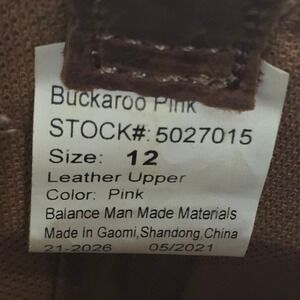 Buckaroo Pink
STOCK#: 5027015
Size: 12
Leather Upper
Color: Pink
Balance Man Made Materials
Made In Gaomi,Shandong,China
21-2026 05/2021